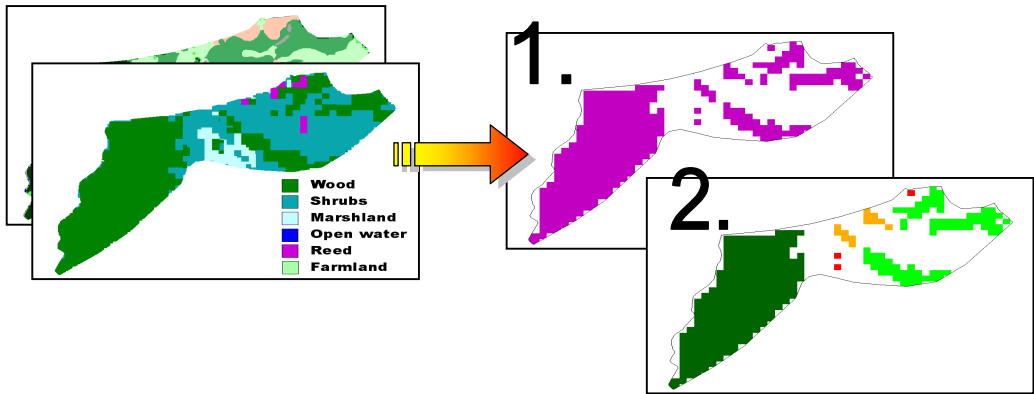 1.
Wood
Shrubs
Marshland
Open water
Reed
Farmland
2.